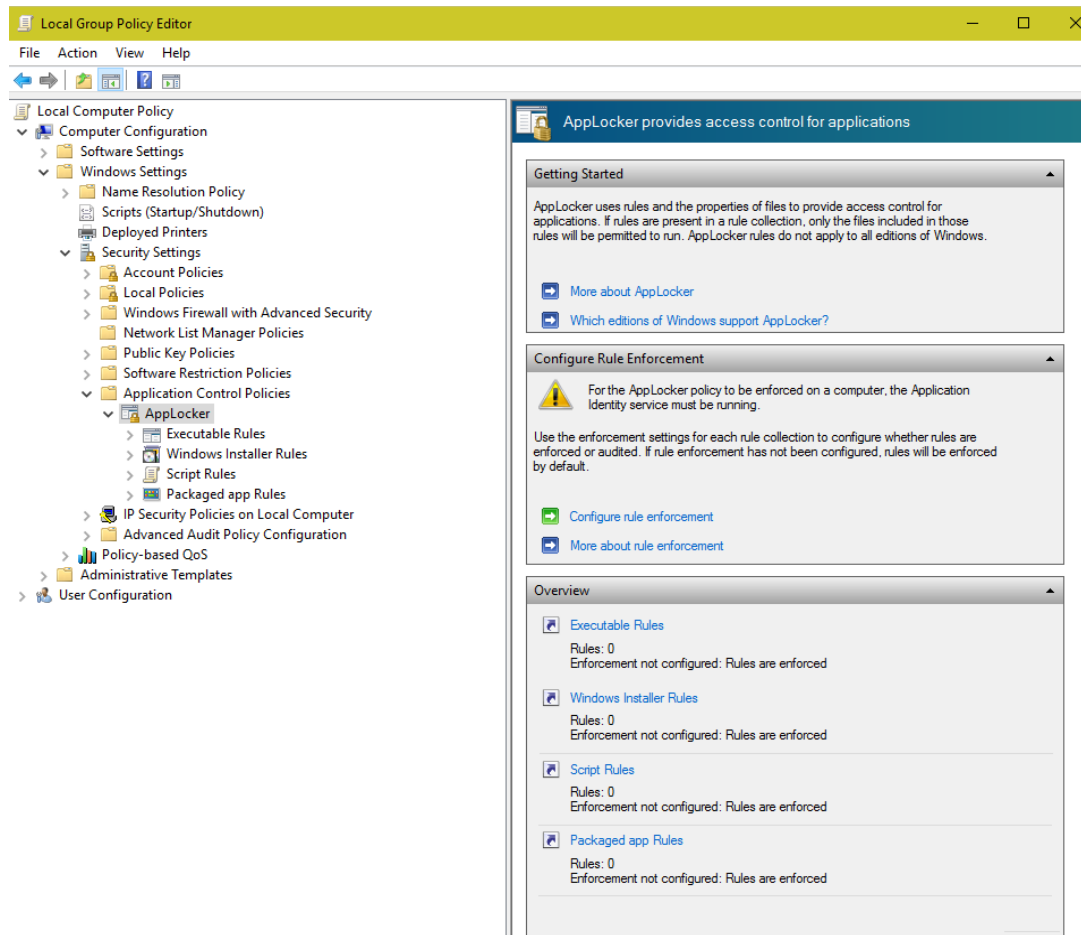 Local Group Policy Editor
File Action View Help
Local Computer Policy
Computer Configuration
Software Settings
Windows Settings
Name Resolution Policy
Scripts (Startup/Shutdown)
Deployed Printers
Security Settings
Account Policies
Local Policies
Windows Firewall with Advanced Security
Network List Manager Policies
Public Key Policies
Software Restriction Policies
Application Control Policies
AppLocker
Executable Rules
Windows Installer Rules
Script Rules
Packaged app Rules
IP Security Policies on Local Computer
Advanced Audit Policy Configuration
Policy-based QoS
Administrative Templates
User Configuration
AppLocker provides access control for applications
Getting Started
AppLocker uses rules and the properties of files to provide access control for
applications. If rules are present in a rule collection, only the files included in those
rules will be permitted to run. AppLocker rules do not apply to all editions of Windows.
More about AppLocker
Which editions of Windows support AppLocker?
Configure Rule Enforcement
For the AppLocker policy to be enforced on a computer, the Application
Identity service must be running.
Use the enforcement settings for each rule collection to configure whether rules are
enforced or audited. If rule enforcement has not been configured, rules will be enforced
by default.
Configure rule enforcement
More about rule enforcement
Overview
Executable Rules
Rules: 0
Enforcement not configured: Rules are enforced
Windows Installer Rules
Rules: 0
Enforcement not configured: Rules are enforced
Script Rules
Rules: 0
Enforcement not configured: Rules are enforced
Packaged app Rules
Rules: 0
Enforcement not configured: Rules are enforced